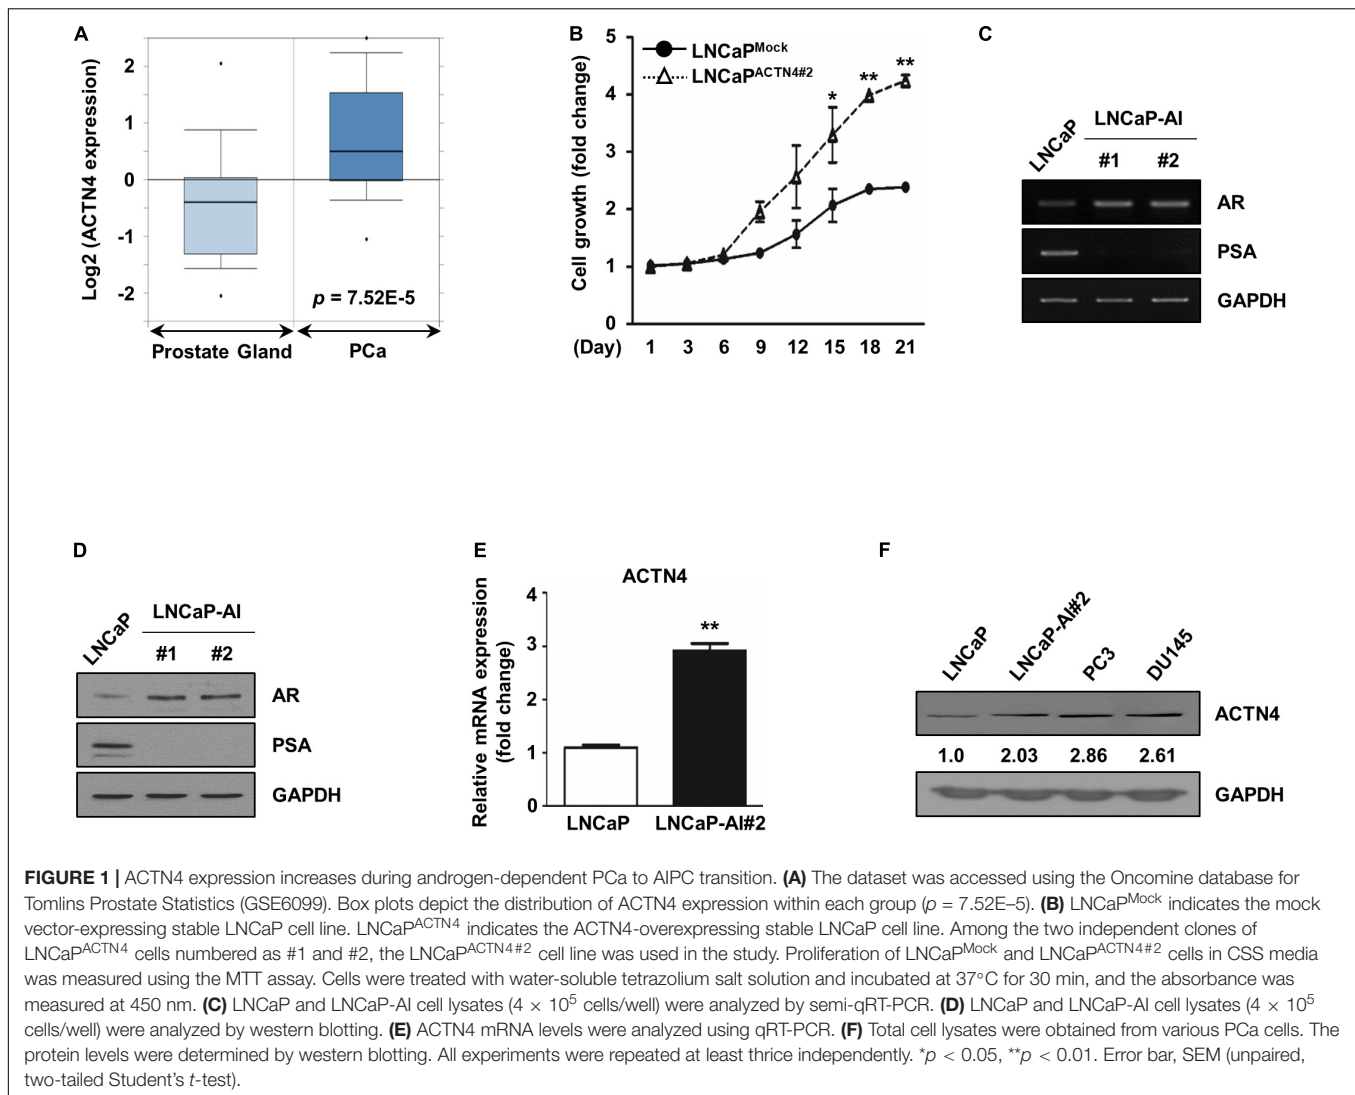 A
Log2 (ACTN4 expression)
2
1
0
-1
-2
p = 7.52E-5
Prostate Gland
PCa
B
Cell growth (fold change)
5
4
3
2
1
0
LNCaPMock
LNCaPACTN4#2
*
**
**
(Day) 1 3 6 9 12 15 18 21
C
LNCaP
LNCaP-AI
#1 #2
AR
PSA
GAPDH
D
LNCaP
LNCaP-AI
#1 #2
AR
PSA
GAPDH
E
ACTN4
Relative mRNA expression
(fold change)
4
3
2
1
0
**
LNCaP LNCaP-AI#2
F
LNCaP LNCaP-AI#2 PC3 DU145
ACTN4
1.0 2.03 2.86 2.61
GAPDH
FIGURE 1 | ACTN4 expression increases during androgen-dependent PCa to AIPC transition. (A) The dataset was accessed using the Oncomine database for
Tomlins Prostate Statistics (GSE6099). Box plots depict the distribution of ACTN4 expression within each group (p = 7.52E–5). (B) LNCaPMock indicates the mock
vector-expressing stable LNCaP cell line. LNCaPACTN4 indicates the ACTN4-overexpressing stable LNCaP cell line. Among the two independent clones of
LNCaPACTN4 cells numbered as #1 and #2, the LNCaPACTN4#2 cell line was used in the study. Proliferation of LNCaPMock and LNCaPACTN4#2 cells in CSS media
was measured using the MTT assay. Cells were treated with water-soluble tetrazolium salt solution and incubated at 37°C for 30 min, and the absorbance was
measured at 450 nm. (C) LNCaP and LNCaP-AI cell lysates (4 × 105 cells/well) were analyzed by semi-qRT-PCR. (D) LNCaP and LNCaP-AI cell lysates (4 × 105
cells/well) were analyzed by western blotting. (E) ACTN4 mRNA levels were analyzed using qRT-PCR. (F) Total cell lysates were obtained from various PCa cells. The
protein levels were determined by western blotting. All experiments were repeated at least thrice independently. *p < 0.05, **p < 0.01. Error bar, SEM (unpaired,
two-tailed Student's t-test).